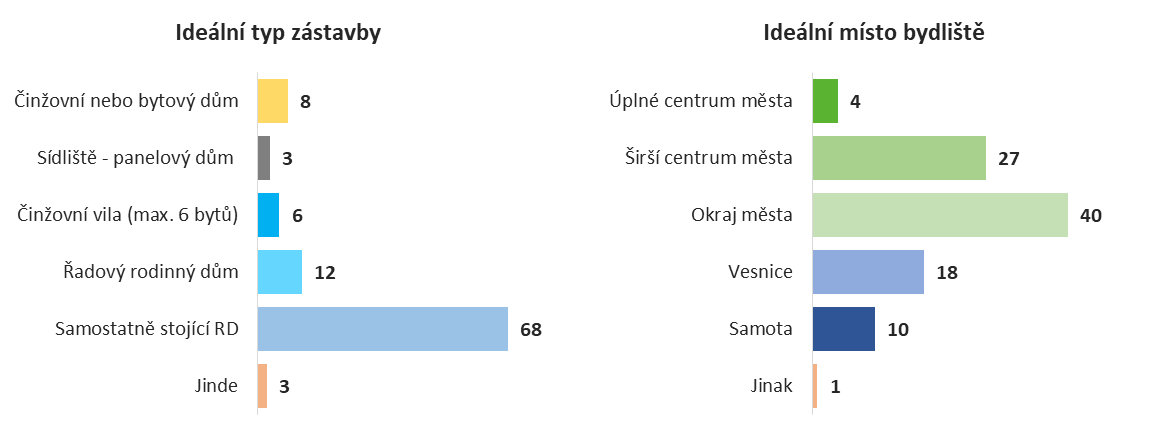 Ideální typ zástavby
Činžovní nebo bytový dům 8
Sídliště - panelový dům 3
Činžovní vila (max. 6 bytů) 6
Řadový rodinný dům 12
Samostatně stojící RD 68
Jinde 3
Ideální místo bydliště
Úplné centrum města 4
Širší centrum města 27
Okraj města 40
Vesnice 18
Samota 10
Jinak 1